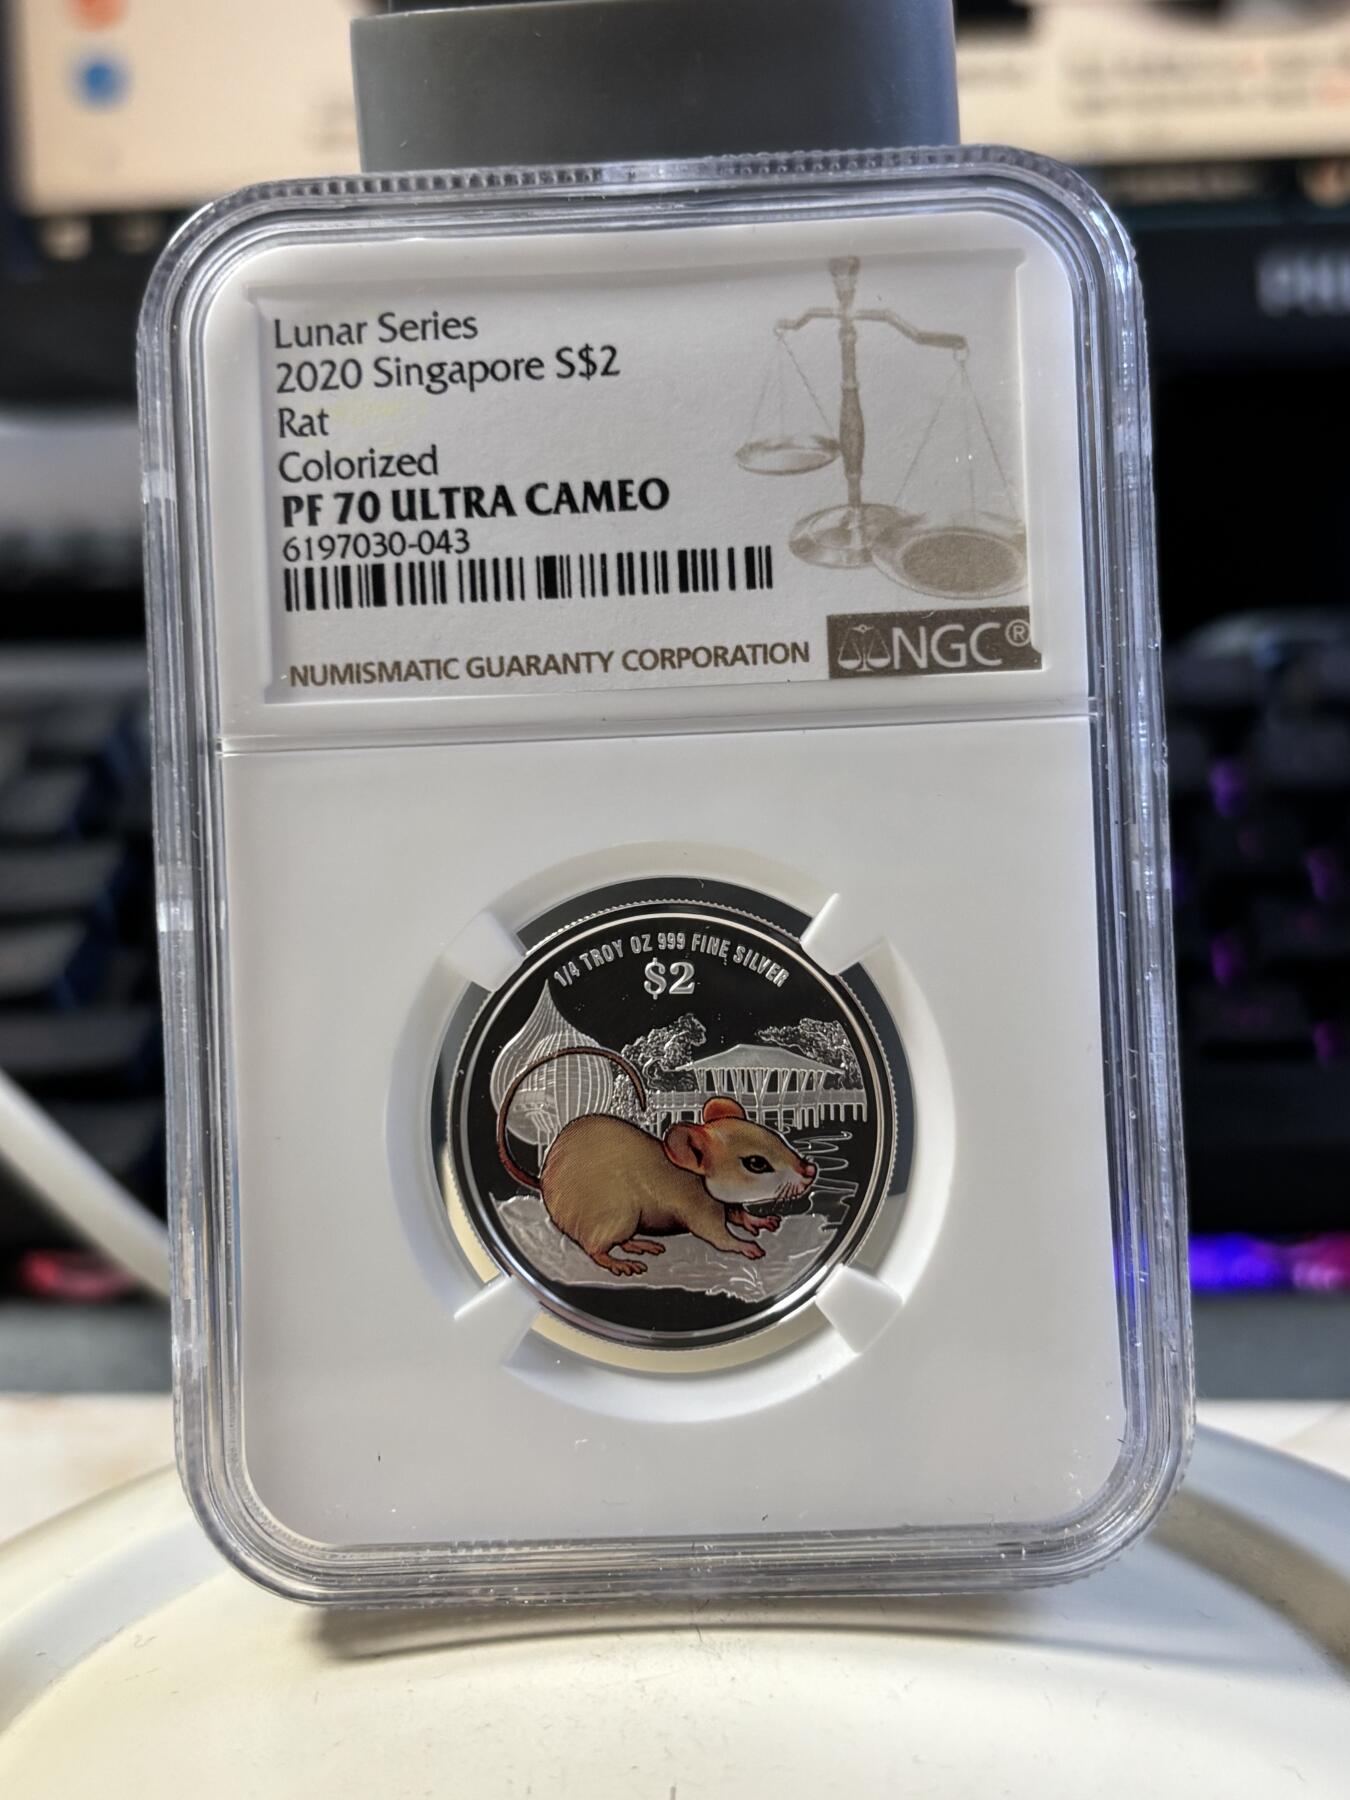 Lunar Series
2020 Singapore S$2
Rat
Colorized
PF 70 ULTRA CAMEO
6197030-043
NUMISMATIC GUARANTY CORPORATION
NGC®
1/4 TROY OZ 999 FINE SILVER
$2